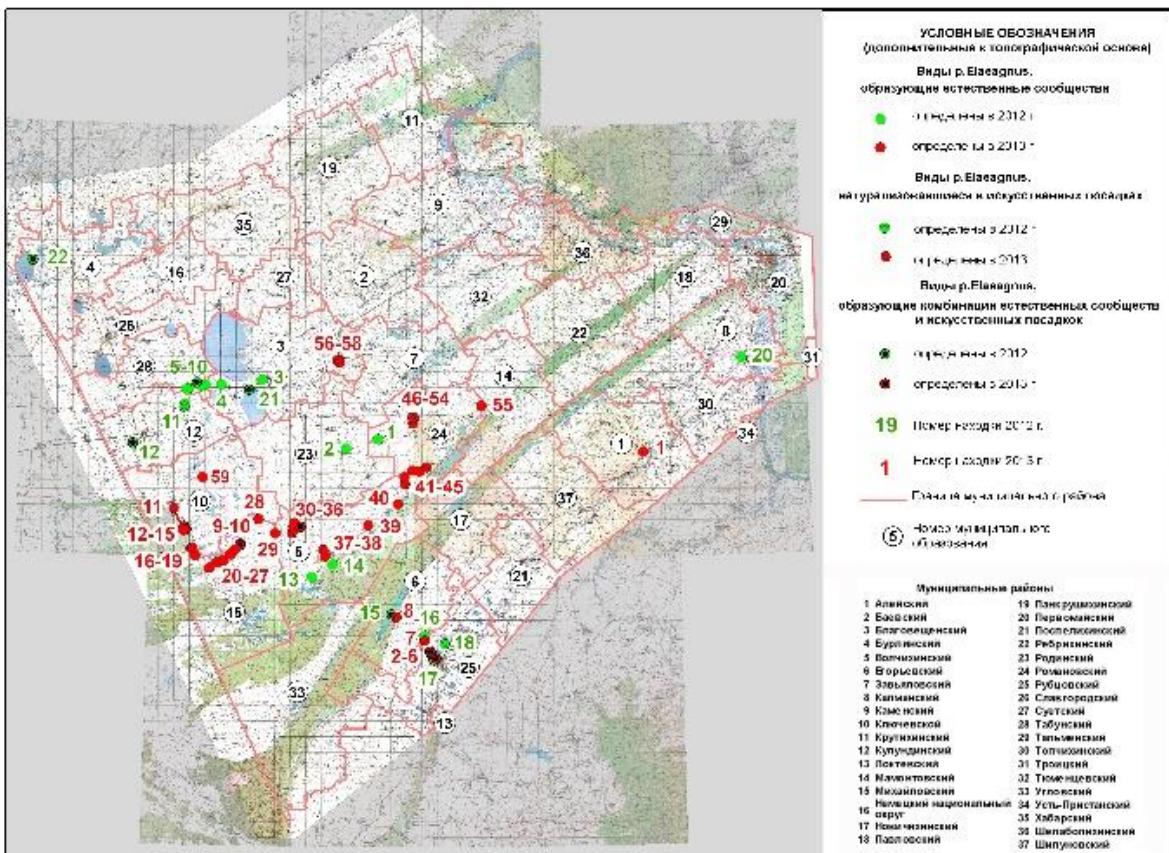 УСЛОВНЫЕ ОБОЗНАЧЕНИЯ
(дополнительные к топографической основе)
Виды р.Elaeagnus.
образующие естественные сообщества
определены в 2012 г
определены в 2013 г
Виды р.Elaeagnus.
натурализовавшиеся в искусственных посадках
определены в 2012 г
определены в 2013
Виды р.Elaeagnus.
образующие комбинации естественных сообществ
и искусственных посадок
определены в 2012
определены в 2013 г
19 Номер находки 2012 г.
1 Номер находки 2013 г.
Граница муниципального района
5 Номер муниципального
образования
Муниципальные районы
1 Алейский
2 Баевский
3 Благовещенский
4 Бурлинский
5 Волчихинский
6 Егорьевский
7 Завьяловский
8 Калманский
9 Каменский
10 Ключевской
11 Крутихинский
12 Кулундинский
13 Локтевский
14 Мамонтовский
15 Михайловский
16 Немецкий национальный
округ
17 Новичихинский
18 Павловский
19 Панкрушихинский
20 Первомайский
21 Поспелихинский
22 Ребрихинский
23 Родинский
24 Романовский
25 Рубцовский
26 Славгородский
27 Суетский
28 Табунский
29 Тальменский
30 Топчихинский
31 Троицкий
32 Тюменцевский
33 Угловский
34 Усть-Пристанский
35 Хабарский
36 Шелаболихинский
37 Шипуновский
11
19
9
35
29
22
4
16
27
2
36
18
20
32
26
3
22
8
28
56-58
7
20
31
5-10
3
14
4
21
30
11
46-54
55
12
1
24
34
12
2
23
1
1
59
41-45
10
40
37
11
28
30-36
17
9-10
39
12-15
29
5
37-38
16-19
20-27
13
14
6
21
15
15
8
16
7
18
2-6
25
17
33
13